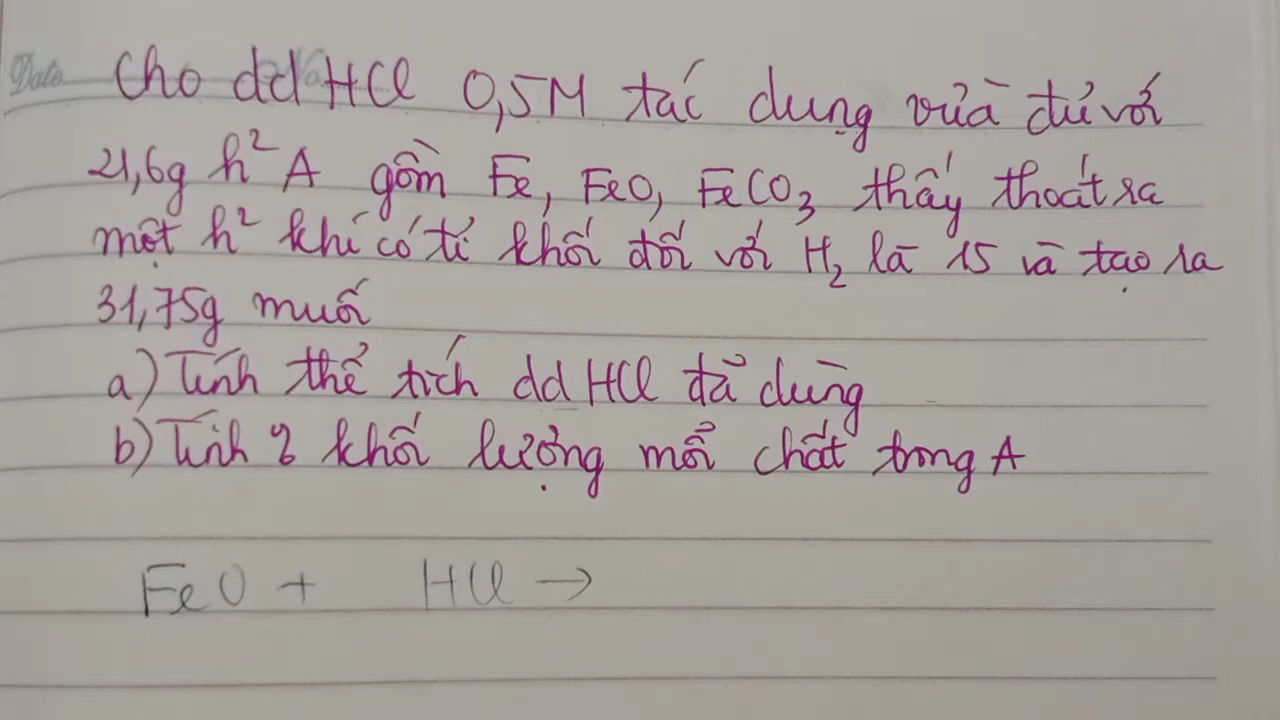 Date
Cho dd HCl 0,5M tác dụng vừa đủ với
21,6g h² A gồm Fe, FeO, FeCO₃ thấy thoát ra
một h² khí có tỉ khối đối với H₂ là 15 và tạo ra
31,75g muối
a) Tính thể tích dd HCl đã dùng
b) Tính % khối lượng mỗi chất trong A
FeO + HCl →